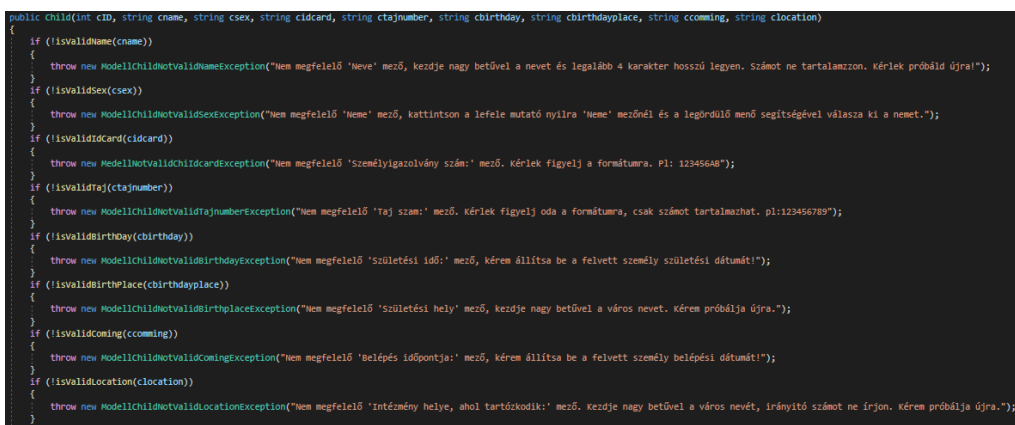 public Child(int cID, string cname, string csex, string cidcard, string ctajnumber, string cbirthday, string cbirthdayplace, string ccomming, string clocation)
{
if (!isValidName(cname))
{
throw new ModellChildNotValidNameException("Nem megfelelő 'Neve' mező, kezdje nagy betűvel a nevet és legalább 4 karakter hosszú legyen. Számot ne tartalamzzon. Kérlek próbáld újra!");
}
if (!isValidSex(csex))
{
throw new ModellChildNotValidSexException("Nem megfelelő 'Neme' mező, kattintson a lefele mutató nyilra 'Neme' mezőnél és a legördülő menő segítségével válasza ki a nemet.");
}
if (!isValidIdCard(cidcard))
{
throw new MedellNotValidChiIdcardException("Nem megfelelő 'Személyigazolvány szám:' mező. Kérlek figyelj a formátumra. Pl: 123456AB");
}
if (!isValidTaj(ctajnumber))
{
throw new ModellChildNotValidTajnumberException("Nem megfelelő 'Taj szam:' mező. Kérlek figyelj oda a formátumra, csak számot tartalmazhat. pl:123456789");
}
if (!isValidBirthDay(cbirthday))
{
throw new ModellChildNotValidBirthdayException("Nem megfelelő 'Születési idő:' mező, kérem állítsa be a felvett személy születési dátumát!");
}
if (!isValidBirthPlace(cbirthdayplace))
{
throw new ModellChildNotValidBirthplaceException("Nem megfelelő 'Születési hely' mező, kezdje nagy betűvel a város nevet. Kérem próbálja újra.");
}
if (!isValidComing(ccomming))
{
throw new ModellChildNotValidComingException("Nem megfelelő 'Belépés időpontja:' mező, kérem állítsa be a felvett személy belépési dátumát!");
}
if (!isValidLocation(clocation))
{
throw new ModellChildNotValidLocationException("Nem megfelelő 'Intézmény helye, ahol tartózkodik:' mező. Kezdje nagy betűvel a város nevét, irányitó számot ne írjon. Kérem próbálja újra.");
}